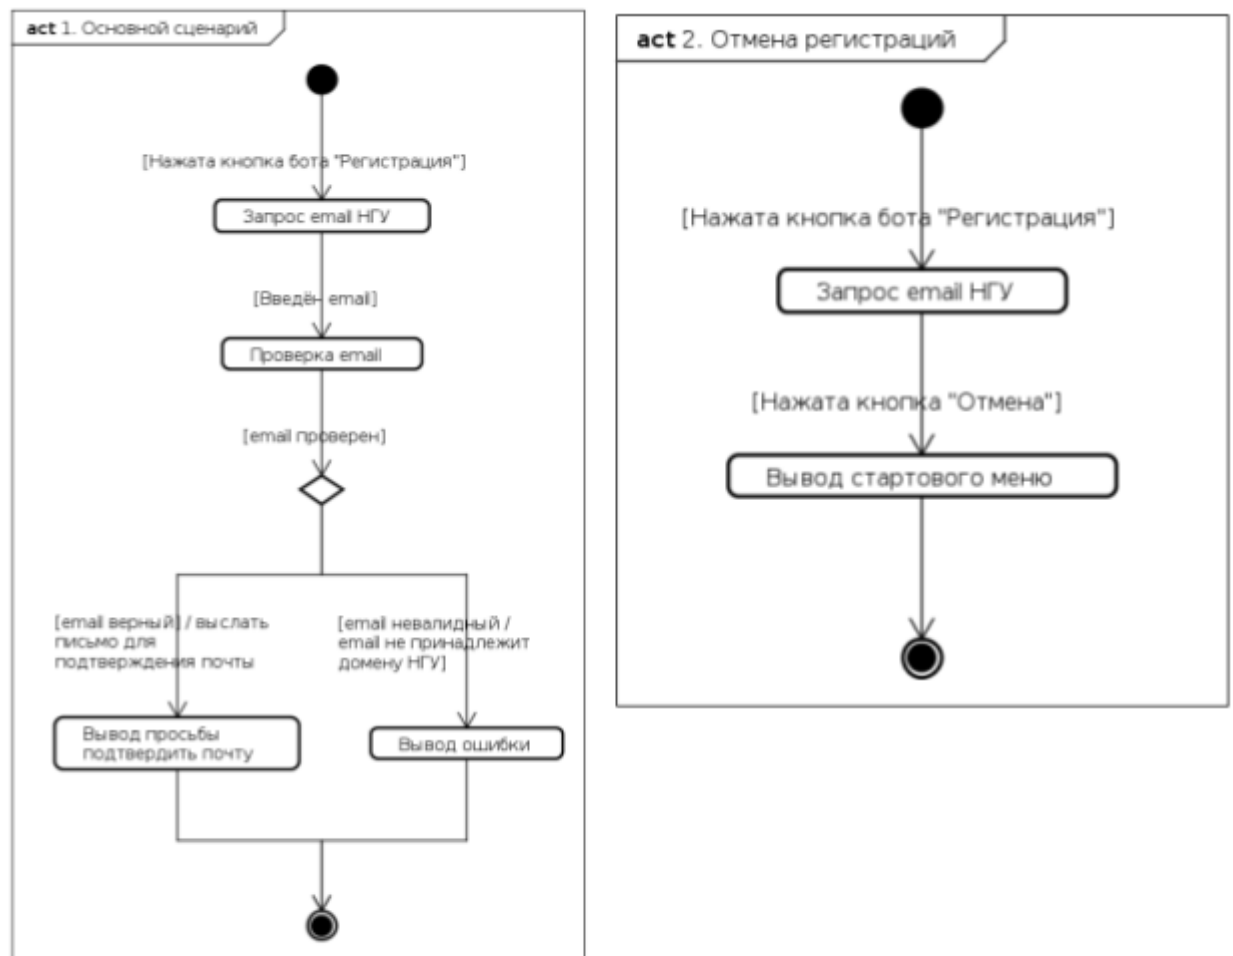 act 1. Основной сценарий
[Нажата кнопка бота "Регистрация"]
Запрос email НГУ
[Введён email]
Проверка email
[email проверен]
[email верный] / выслать
письмо для
подтверждения почты
[email невалидный /
email не принадлежит
домену НГУ]
Вывод просьбы
подтвердить почту
Вывод ошибки
act 2. Отмена регистраций
[Нажата кнопка бота "Регистрация"]
Запрос email НГУ
[Нажата кнопка "Отмена"]
Вывод стартового меню